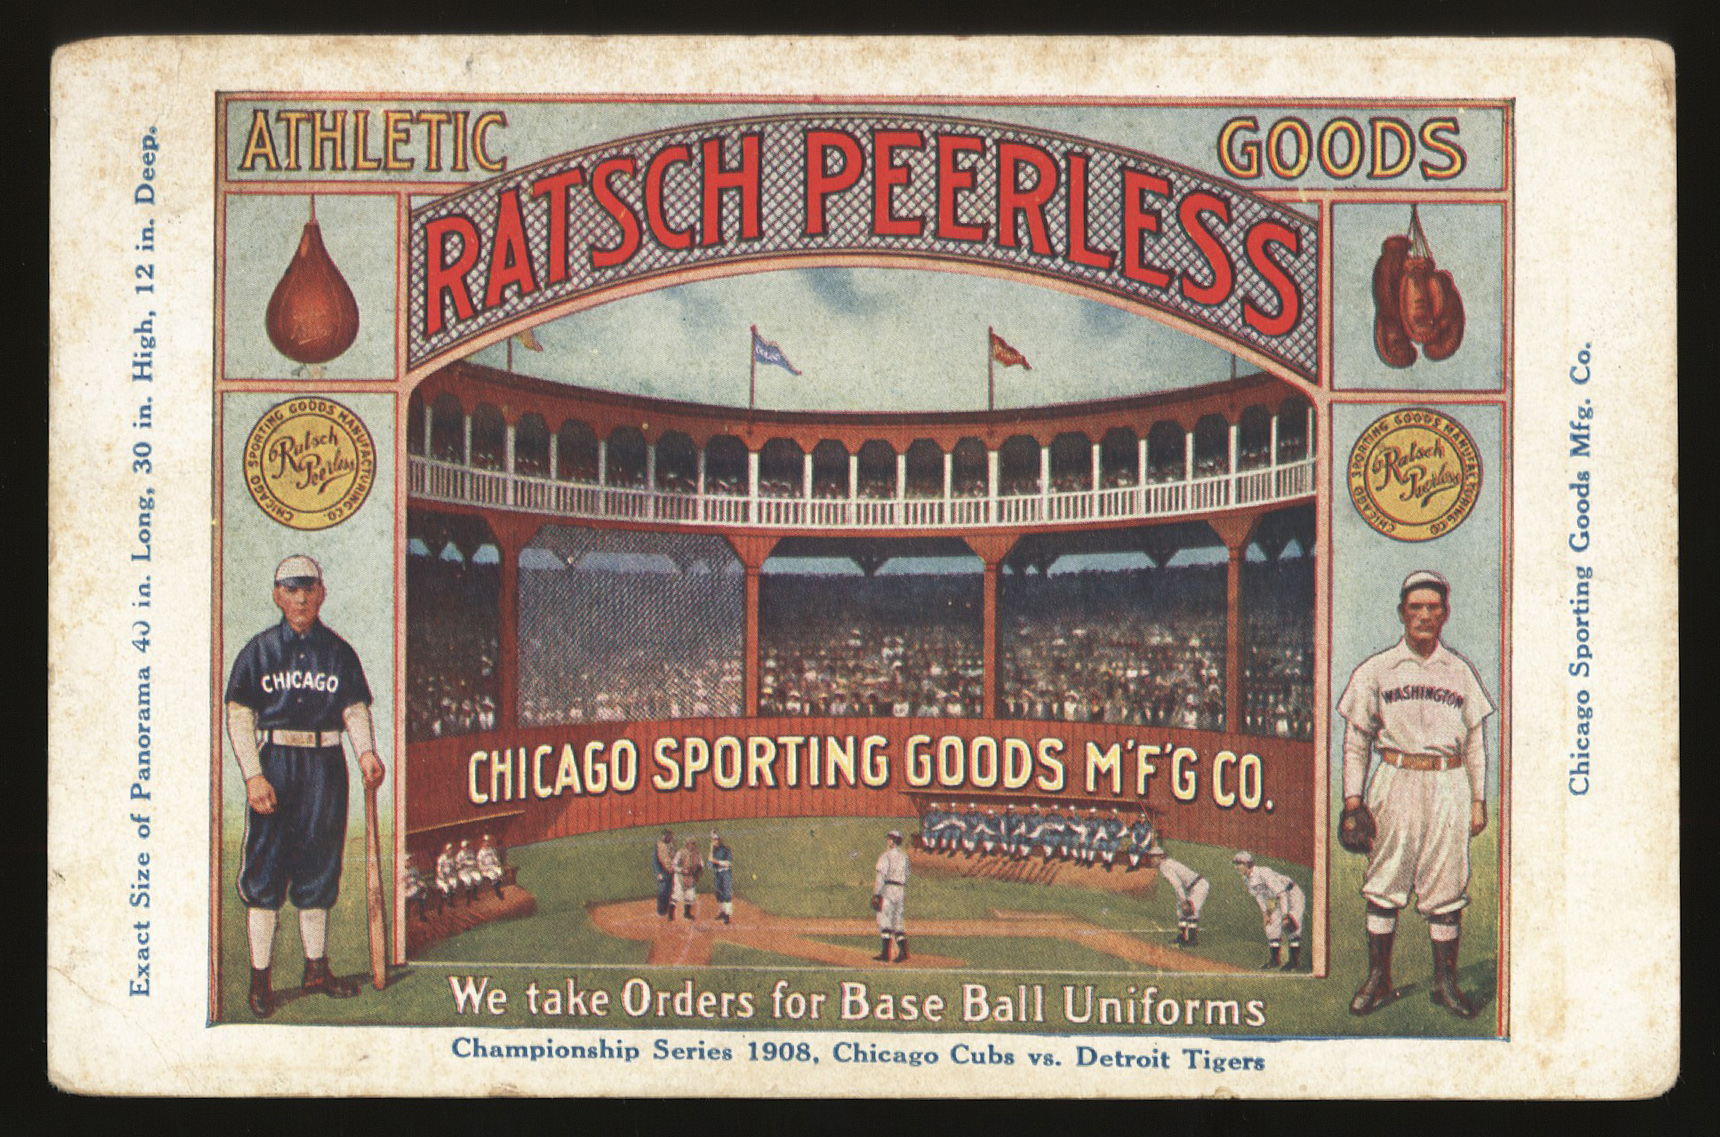 ATHLETIC GOODS
RATSCH PEERLESS
CHICAGO
SPORTING GOODS MANUFACTURING CO.
CHICAGO
Ratsch
Peerless
SPORTING GOODS MANUFACTURING CO
CHICAGO
Ratsch
Peerless
CHICAGO
WASHINGTON
CHICAGO SPORTING GOODS M'F'G CO.
We take Orders for Base Ball Uniforms
Championship Series 1908, Chicago Cubs vs. Detroit Tigers
Exact Size of Panorama 40 in. Long, 30 in. High, 12 in. Deep.
Chicago Sporting Goods Mfg. Co.